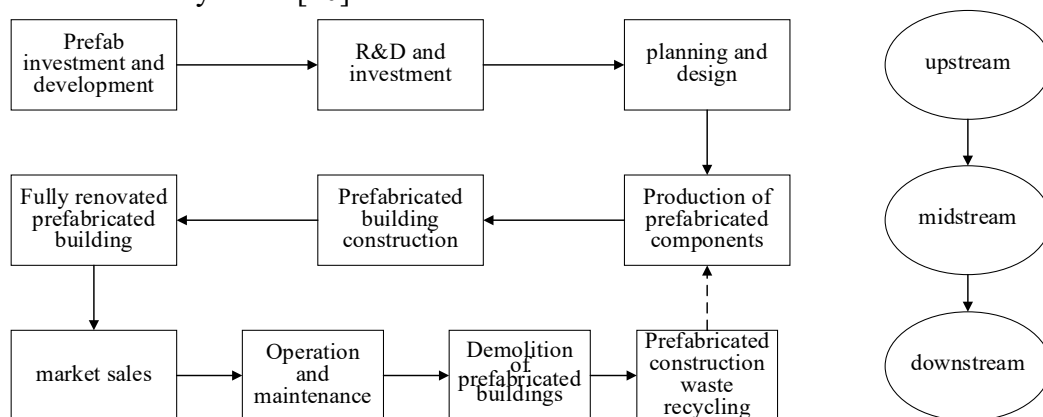 Prefab
investment and
development
R&D and
investment
planning and
design
upstream
Fully renovated
prefabricated
building
Prefabricated
building
construction
Production of
prefabricated
components
midstream
market sales
Operation
and
maintenance
Demolition
of
prefabricated
buildings
Prefabricated
construction
waste
recycling
downstream